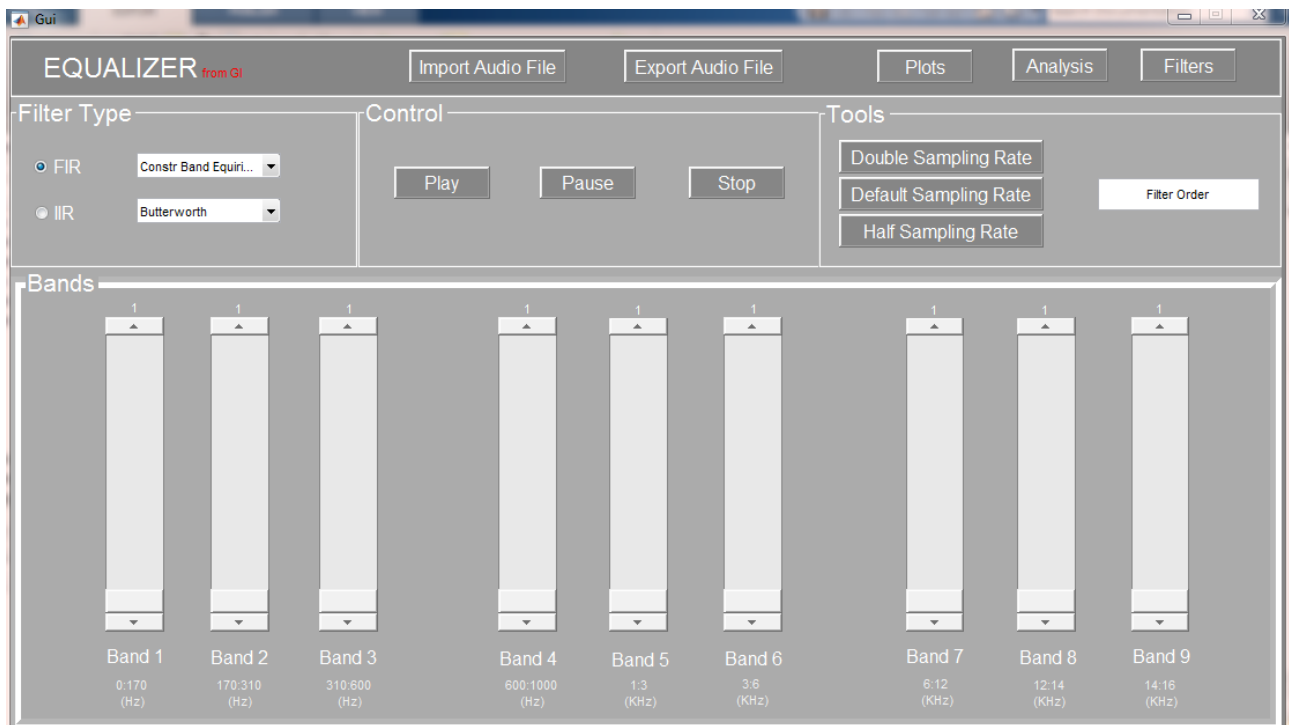 Gui
EQUALIZER from GI
Import Audio File
Export Audio File
Plots
Analysis
Filters
Filter Type
FIR
Constr Band Equiri...
IIR
Butterworth
Control
Play
Pause
Stop
Tools
Double Sampling Rate
Default Sampling Rate
Half Sampling Rate
Filter Order
Bands
1 1 1 1 1 1 1 1 1
Band 1 Band 2 Band 3 Band 4 Band 5 Band 6 Band 7 Band 8 Band 9
0:170 170:310 310:600 600:1000 1:3 3:6 6:12 12:14 14:16
(Hz) (Hz) (Hz) (Hz) (KHz) (KHz) (KHz) (KHz) (KHz)